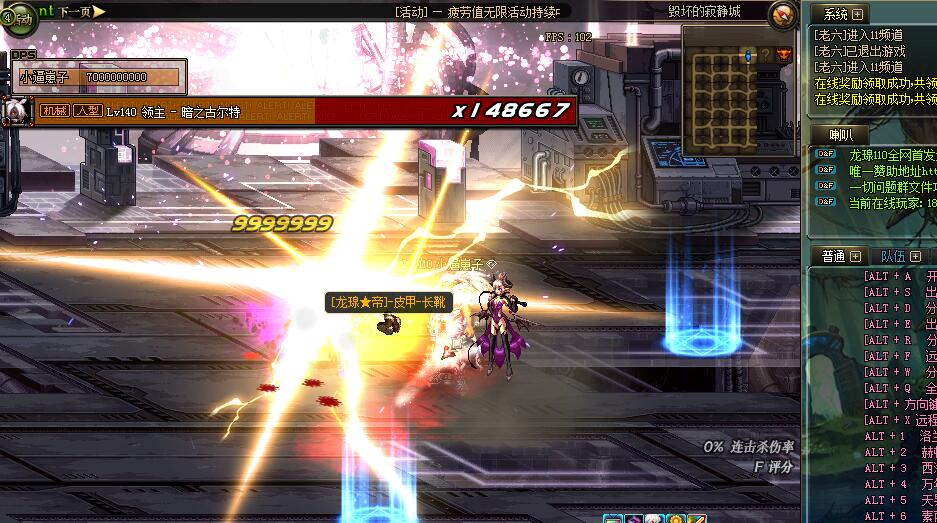 ④ 活动 nt 下一页
[活动] — 疲劳值无限活动持续
毁坏的寂静城
FPS : 102
DPS
小逼崽子 7000000000
机械 人型 Lv140 领主 - 暗之古尔特
x148667
9999999
110 小逼崽子
[龙琼★帝]-皮甲-长靴
0% 连击杀伤率
F 评分
系统
[老六]进入11频道
[老六]已退出游戏
[老六]进入11频道
在线奖励领取成功,共领
在线奖励领取成功,共领
喇叭
D&F 龙琼110全网首发
D&F 唯一赞助地址htt
D&F 一切问题群文件
D&F 当前在线玩家: 18
普通 队伍
[ALT + A 开
[ALT + S 出
[ALT + D 分
[ALT + E 出
[ALT + R 分
[ALT + F 远
[ALT + W 分
[ALT + Q 全
[ALT + 方向键
[ALT + X 远程
ALT + 1 洛兰
ALT + 2 赫顿
ALT + 3 西海
ALT + 4 万年
ALT + 5 天界
ALT + 6 素